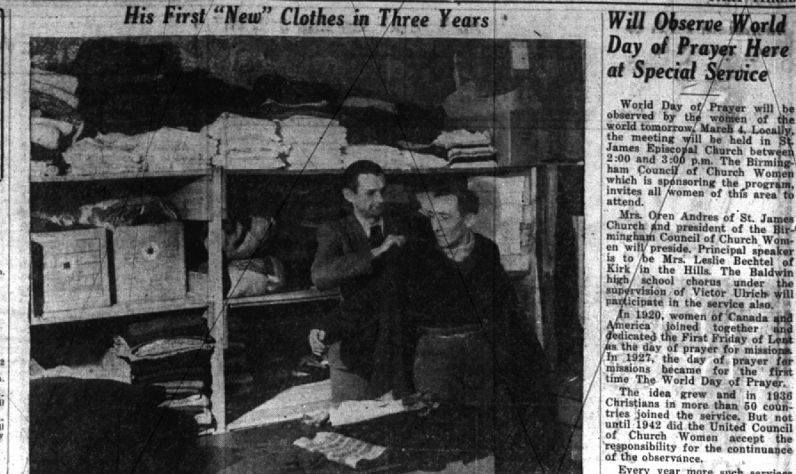 His First "New" Clothes in Three Years
Will Observe World
Day of Prayer Here
at Special Service
World Day of Prayer will be
observed by the women of the
world tomorrow, March 4. Locally,
the meeting will be held in St.
James Episcopal Church between
2:00 and 3:00 p.m. The Birming-
ham Council of Church Women
which is sponsoring the program,
invites all women of this area to
attend.
Mrs. Oren Andres of St. James
Church and president of the Bir-
mingham Council of Church Wom-
en will preside. Principal speaker
is to be Mrs. Leslie Bechtel of
Kirk in the Hills. The Baldwin
high school chorus under the
supervision of Victor Ulrich will
participate in the service also.
In 1920, women of Canada and
America joined together and
dedicated the First Friday of Lent
as the day of prayer for missions.
In 1927, the day of prayer for
missions became for the first
time The World Day of Prayer.
The idea grew and in 1936
Christians in more than 50 coun-
tries joined the service. But not
until 1942 did the United Council
of Church Women accept the
responsibility for the continuance
of the observance.
Every year more such services